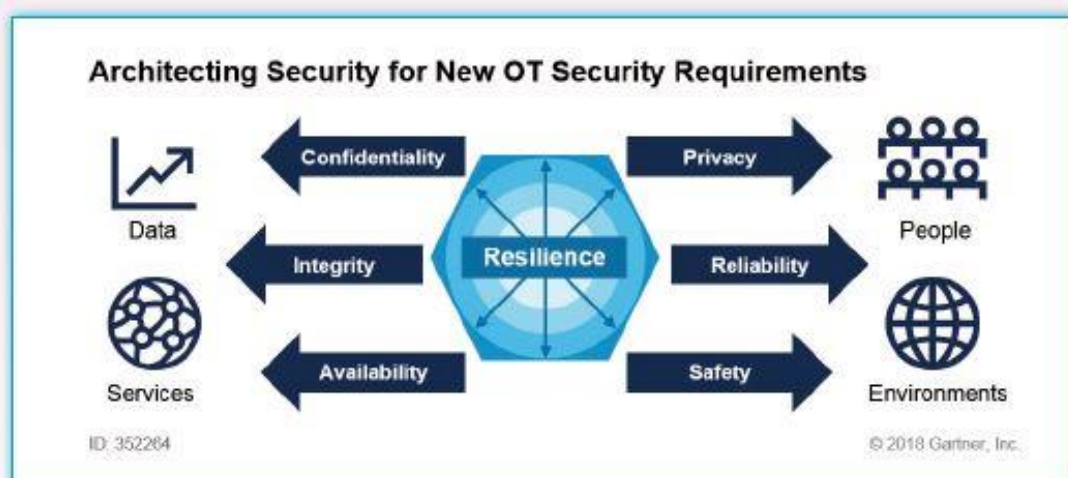 Architecting Security for New OT Security Requirements
Confidentiality
Privacy
Data
People
Integrity
Resilience
Reliability
Availability
Safety
Services
Environments
ID: 352264
© 2018 Gartner, Inc.